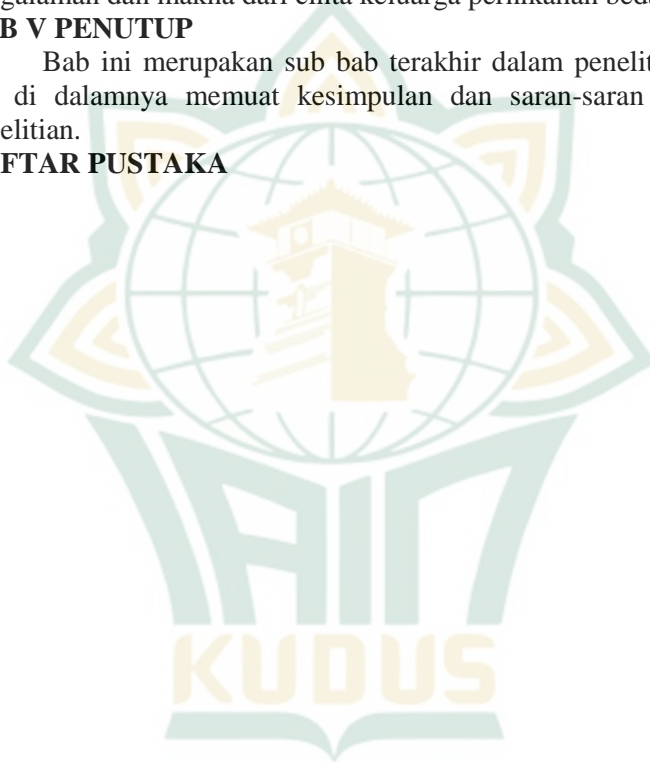 galaman dan makna dari cinta keluarga pernikahan beda
B V PENUTUP
Bab ini merupakan sub bab terakhir dalam penelit
di dalamnya memuat kesimpulan dan saran-saran
elitian.
FTAR PUSTAKA
IAIN
KUDUS